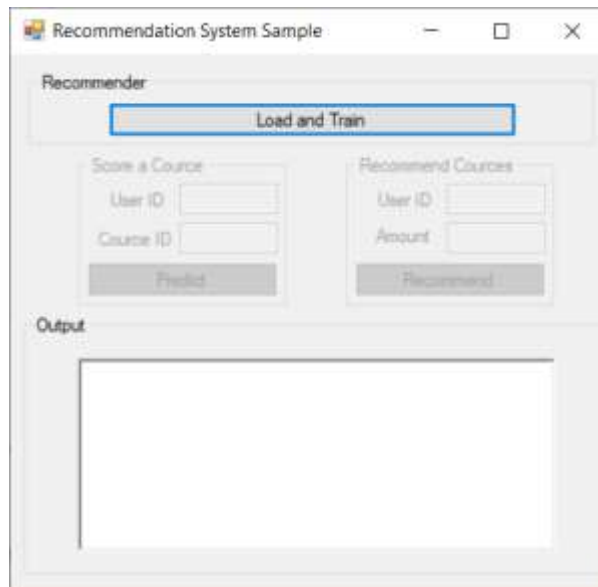 Recommendation System Sample
Recommender
Load and Train
Score a Cource
User ID
Cource ID
Predict
Recommend Cources
User ID
Amount
Recommend
Output